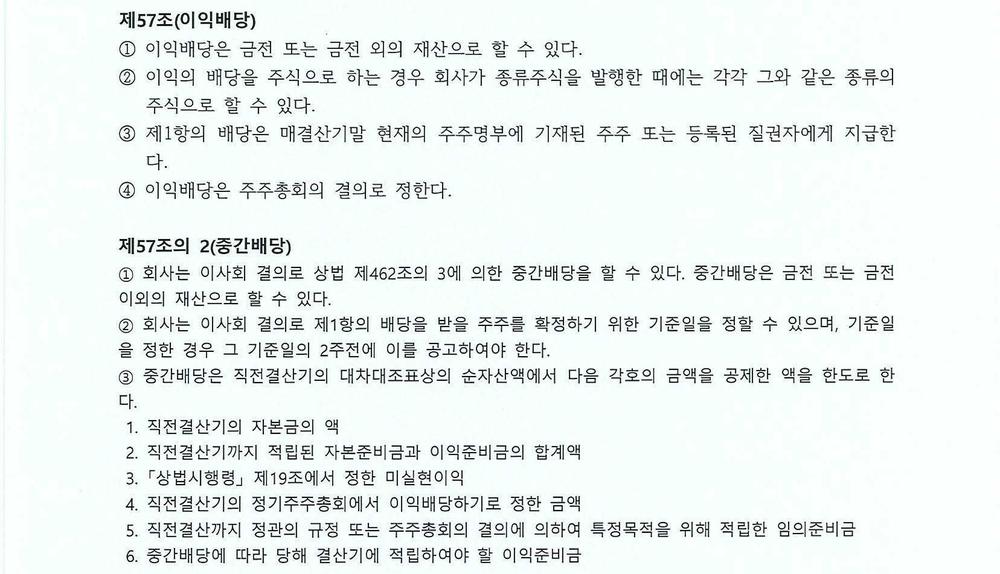 제57조(이익배당)
① 이익배당은 금전 또는 금전 외의 재산으로 할 수 있다.
② 이익의 배당을 주식으로 하는 경우 회사가 종류주식을 발행한 때에는 각각 그와 같은 종류의
주식으로 할 수 있다.
③ 제1항의 배당은 매결산기말 현재의 주주명부에 기재된 주주 또는 등록된 질권자에게 지급한
다.
④ 이익배당은 주주총회의 결의로 정한다.
제57조의 2(중간배당)
① 회사는 이사회 결의로 상법 제462조의 3에 의한 중간배당을 할 수 있다. 중간배당은 금전 또는 금전
이외의 재산으로 할 수 있다.
② 회사는 이사회 결의로 제1항의 배당을 받을 주주를 확정하기 위한 기준일을 정할 수 있으며, 기준일
을 정한 경우 그 기준일의 2주전에 이를 공고하여야 한다.
③ 중간배당은 직전결산기의 대차대조표상의 순자산액에서 다음 각호의 금액을 공제한 액을 한도로 한
다.
1. 직전결산기의 자본금의 액
2. 직전결산기까지 적립된 자본준비금과 이익준비금의 합계액
3. 「상법시행령」 제19조에서 정한 미실현이익
4. 직전결산기의 정기주주총회에서 이익배당하기로 정한 금액
5. 직전결산까지 정관의 규정 또는 주주총회의 결의에 의하여 특정목적을 위해 적립한 임의준비금
6. 중간배당에 따라 당해 결산기에 적립하여야 할 이익준비금